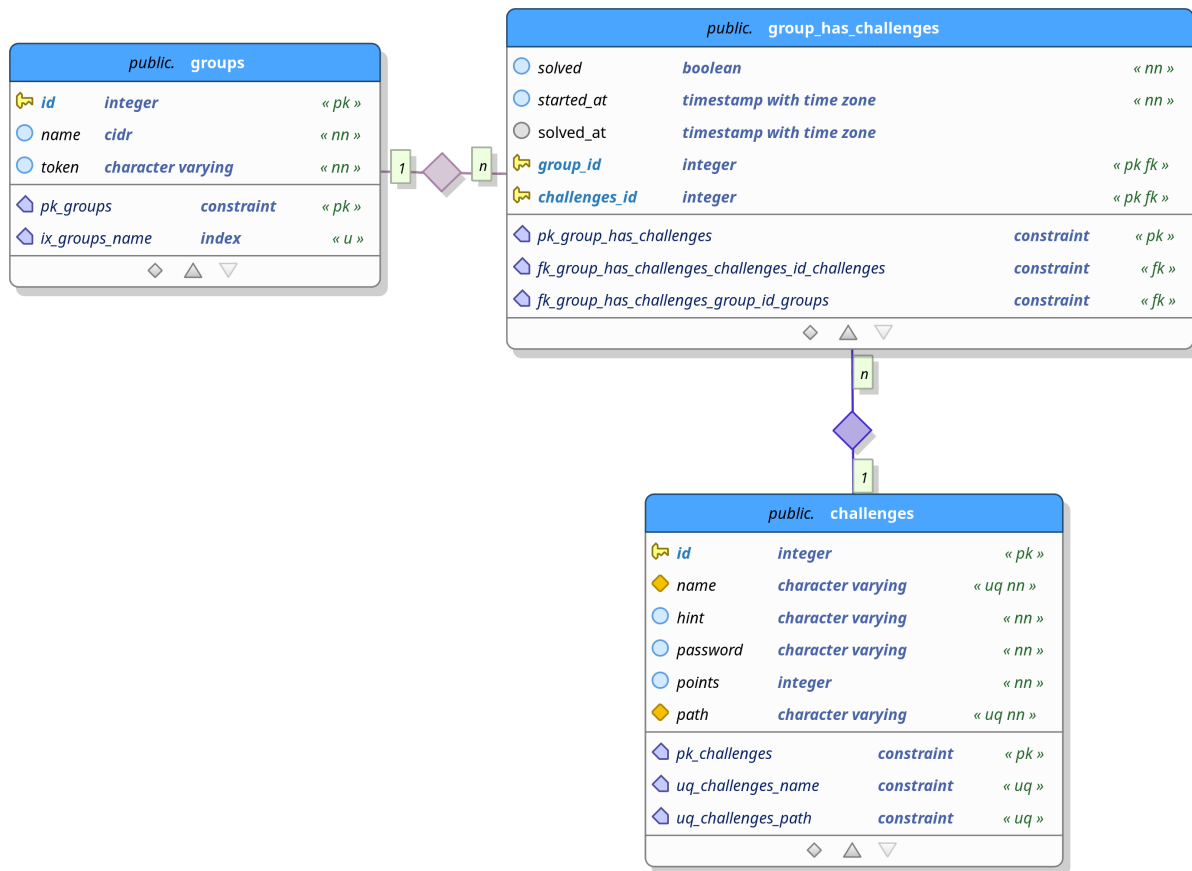 public. groups
id integer « pk »
name cidr « nn »
token character varying « nn »
pk_groups constraint « pk »
ix_groups_name index « u »
1
n
public. group_has_challenges
solved boolean « nn »
started_at timestamp with time zone « nn »
solved_at timestamp with time zone
group_id integer « pk fk »
challenges_id integer « pk fk »
pk_group_has_challenges constraint « pk »
fk_group_has_challenges_challenges_id_challenges constraint « fk »
fk_group_has_challenges_group_id_groups constraint « fk »
n
1
public. challenges
id integer « pk »
name character varying « uq nn »
hint character varying « nn »
password character varying « nn »
points integer « nn »
path character varying « uq nn »
pk_challenges constraint « pk »
uq_challenges_name constraint « uq »
uq_challenges_path constraint « uq »